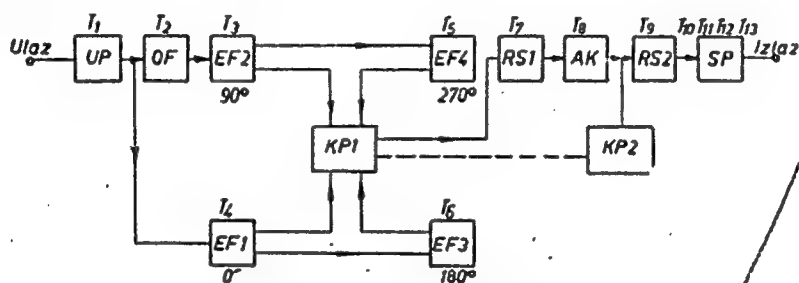 T1 T2 T3 T5 T7 T8 T9 T10 T11 T12 T13
Ulaz UP OF EF2 EF4 RS1 AK RS2 SP Izlaz
90° 270°
KP1 KP2
T4 T6
EF1 EF3
0° 180°